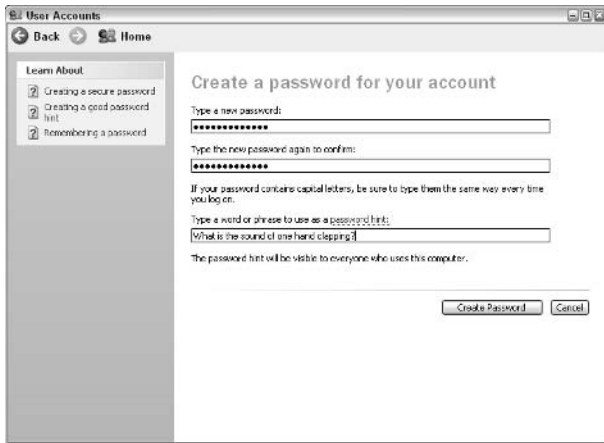 User Accounts
Back Home
Learn About
Creating a secure password
Creating a good password
hint
Remembering a password
Create a password for your account
Type a new password:
●●●●●●●●●●●●●
Type the new password again to confirm:
●●●●●●●●●●●●●
If your password contains capital letters, be sure to type them the same way every time
you log on.
Type a word or phrase to use as a password hint:
What is the sound of one hand clapping?
The password hint will be visible to everyone who uses this computer.
Create Password Cancel